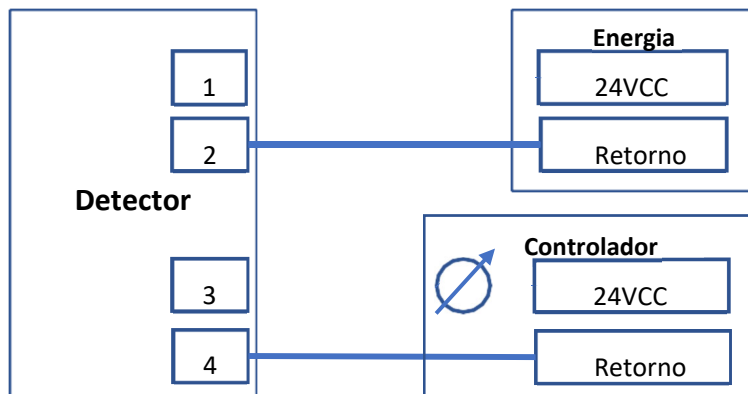 Energia
1
24VCC
2
Retorno
Detector
Controlador
3
24VCC
4
Retorno